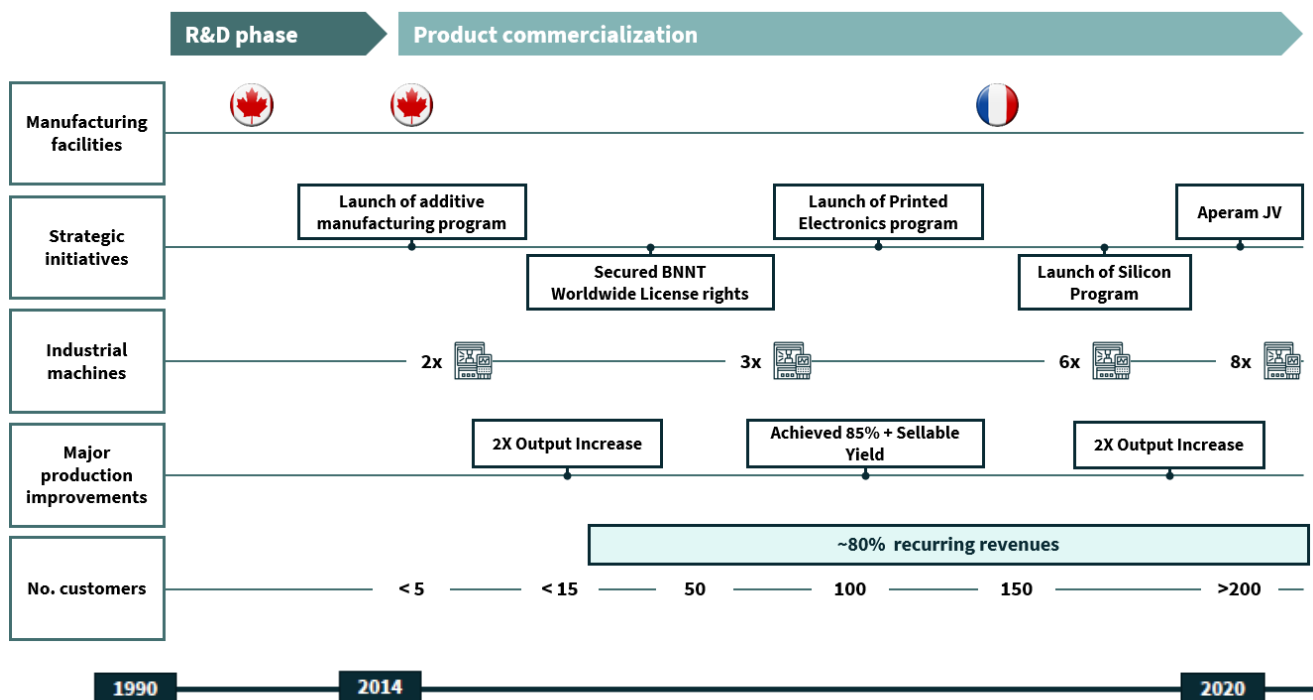 R&D phase
Product commercialization
Manufacturing
facilities
Strategic
initiatives
Launch of additive
manufacturing program
Secured BNNT
Worldwide License rights
Launch of Printed
Electronics program
Launch of Silicon
Program
Aperam JV
Industrial
machines
2x
3x
6x
8x
Major
production
improvements
2X Output Increase
Achieved 85% + Sellable
Yield
2X Output Increase
~80% recurring revenues
No. customers
< 5
< 15
50
100
150
>200
1990
2014
2020